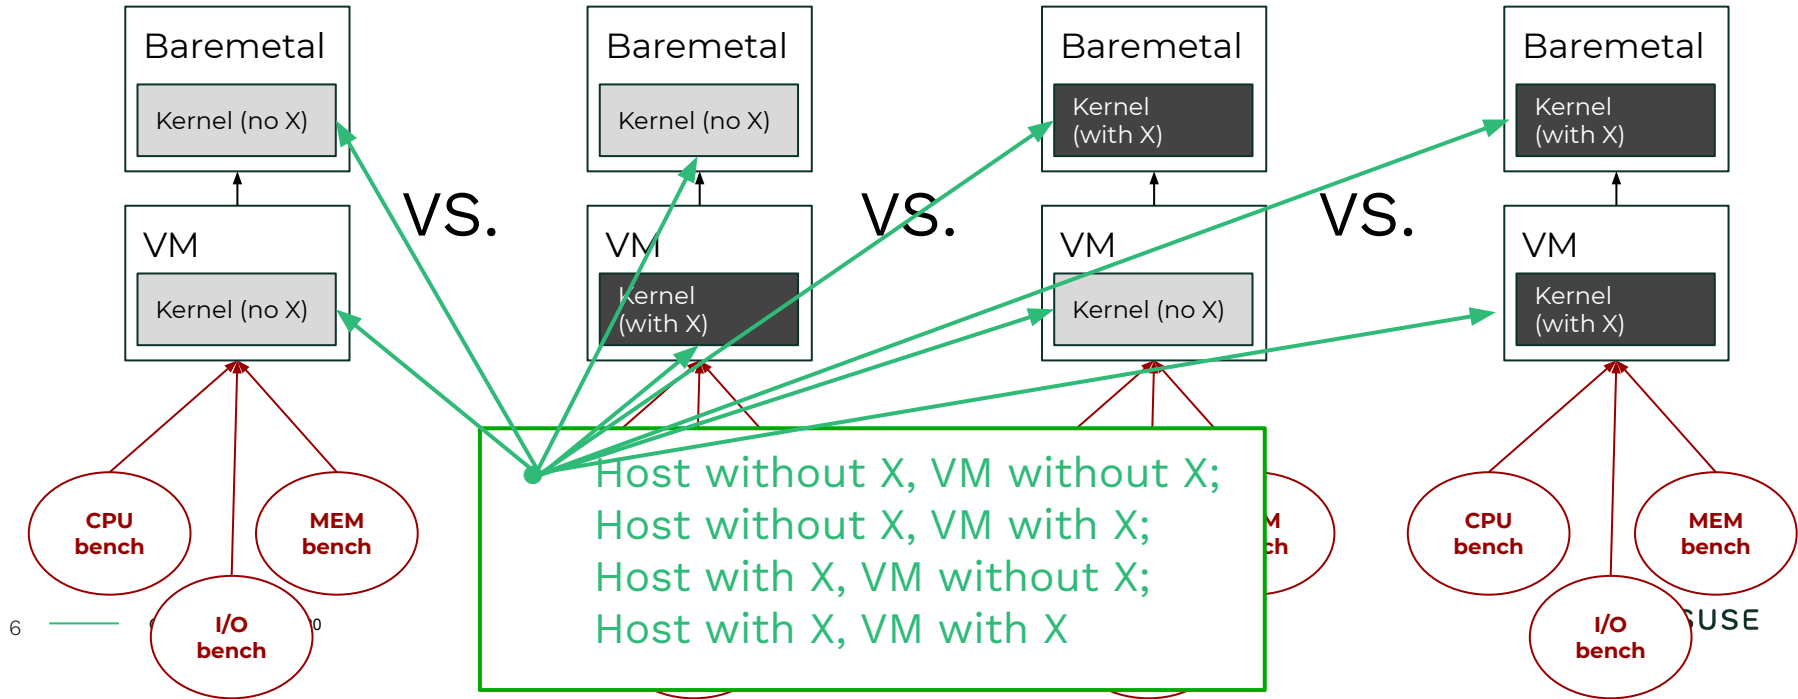 Baremetal
Kernel (no X)
VM
Kernel (no X)
CPU
bench
MEM
bench
I/O
bench
VS.
Baremetal
Kernel (no X)
VM
Kernel
(with X)
VS.
Baremetal
Kernel
(with X)
VM
Kernel (no X)
VS.
Baremetal
Kernel
(with X)
VM
Kernel
(with X)
CPU
bench
MEM
bench
I/O
bench
Host without X, VM without X;
Host without X, VM with X;
Host with X, VM without X;
Host with X, VM with X
6
SUSE